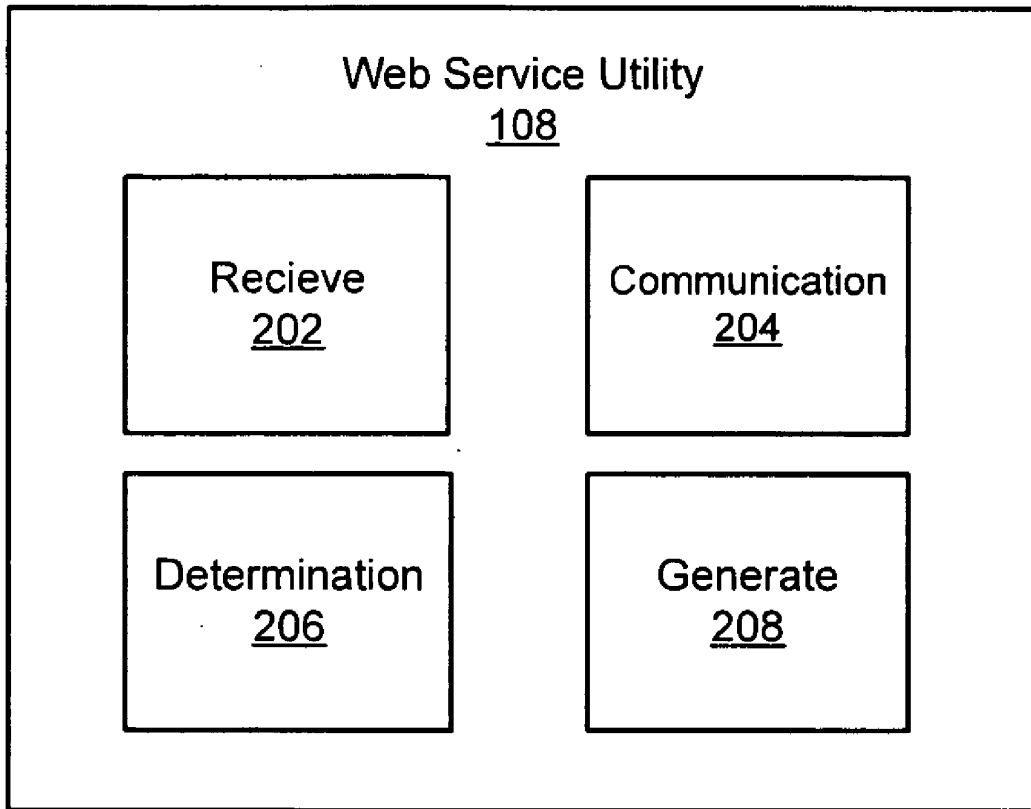 Web Service Utility
108
Recieve
202
Communication
204
Determination
206
Generate
208